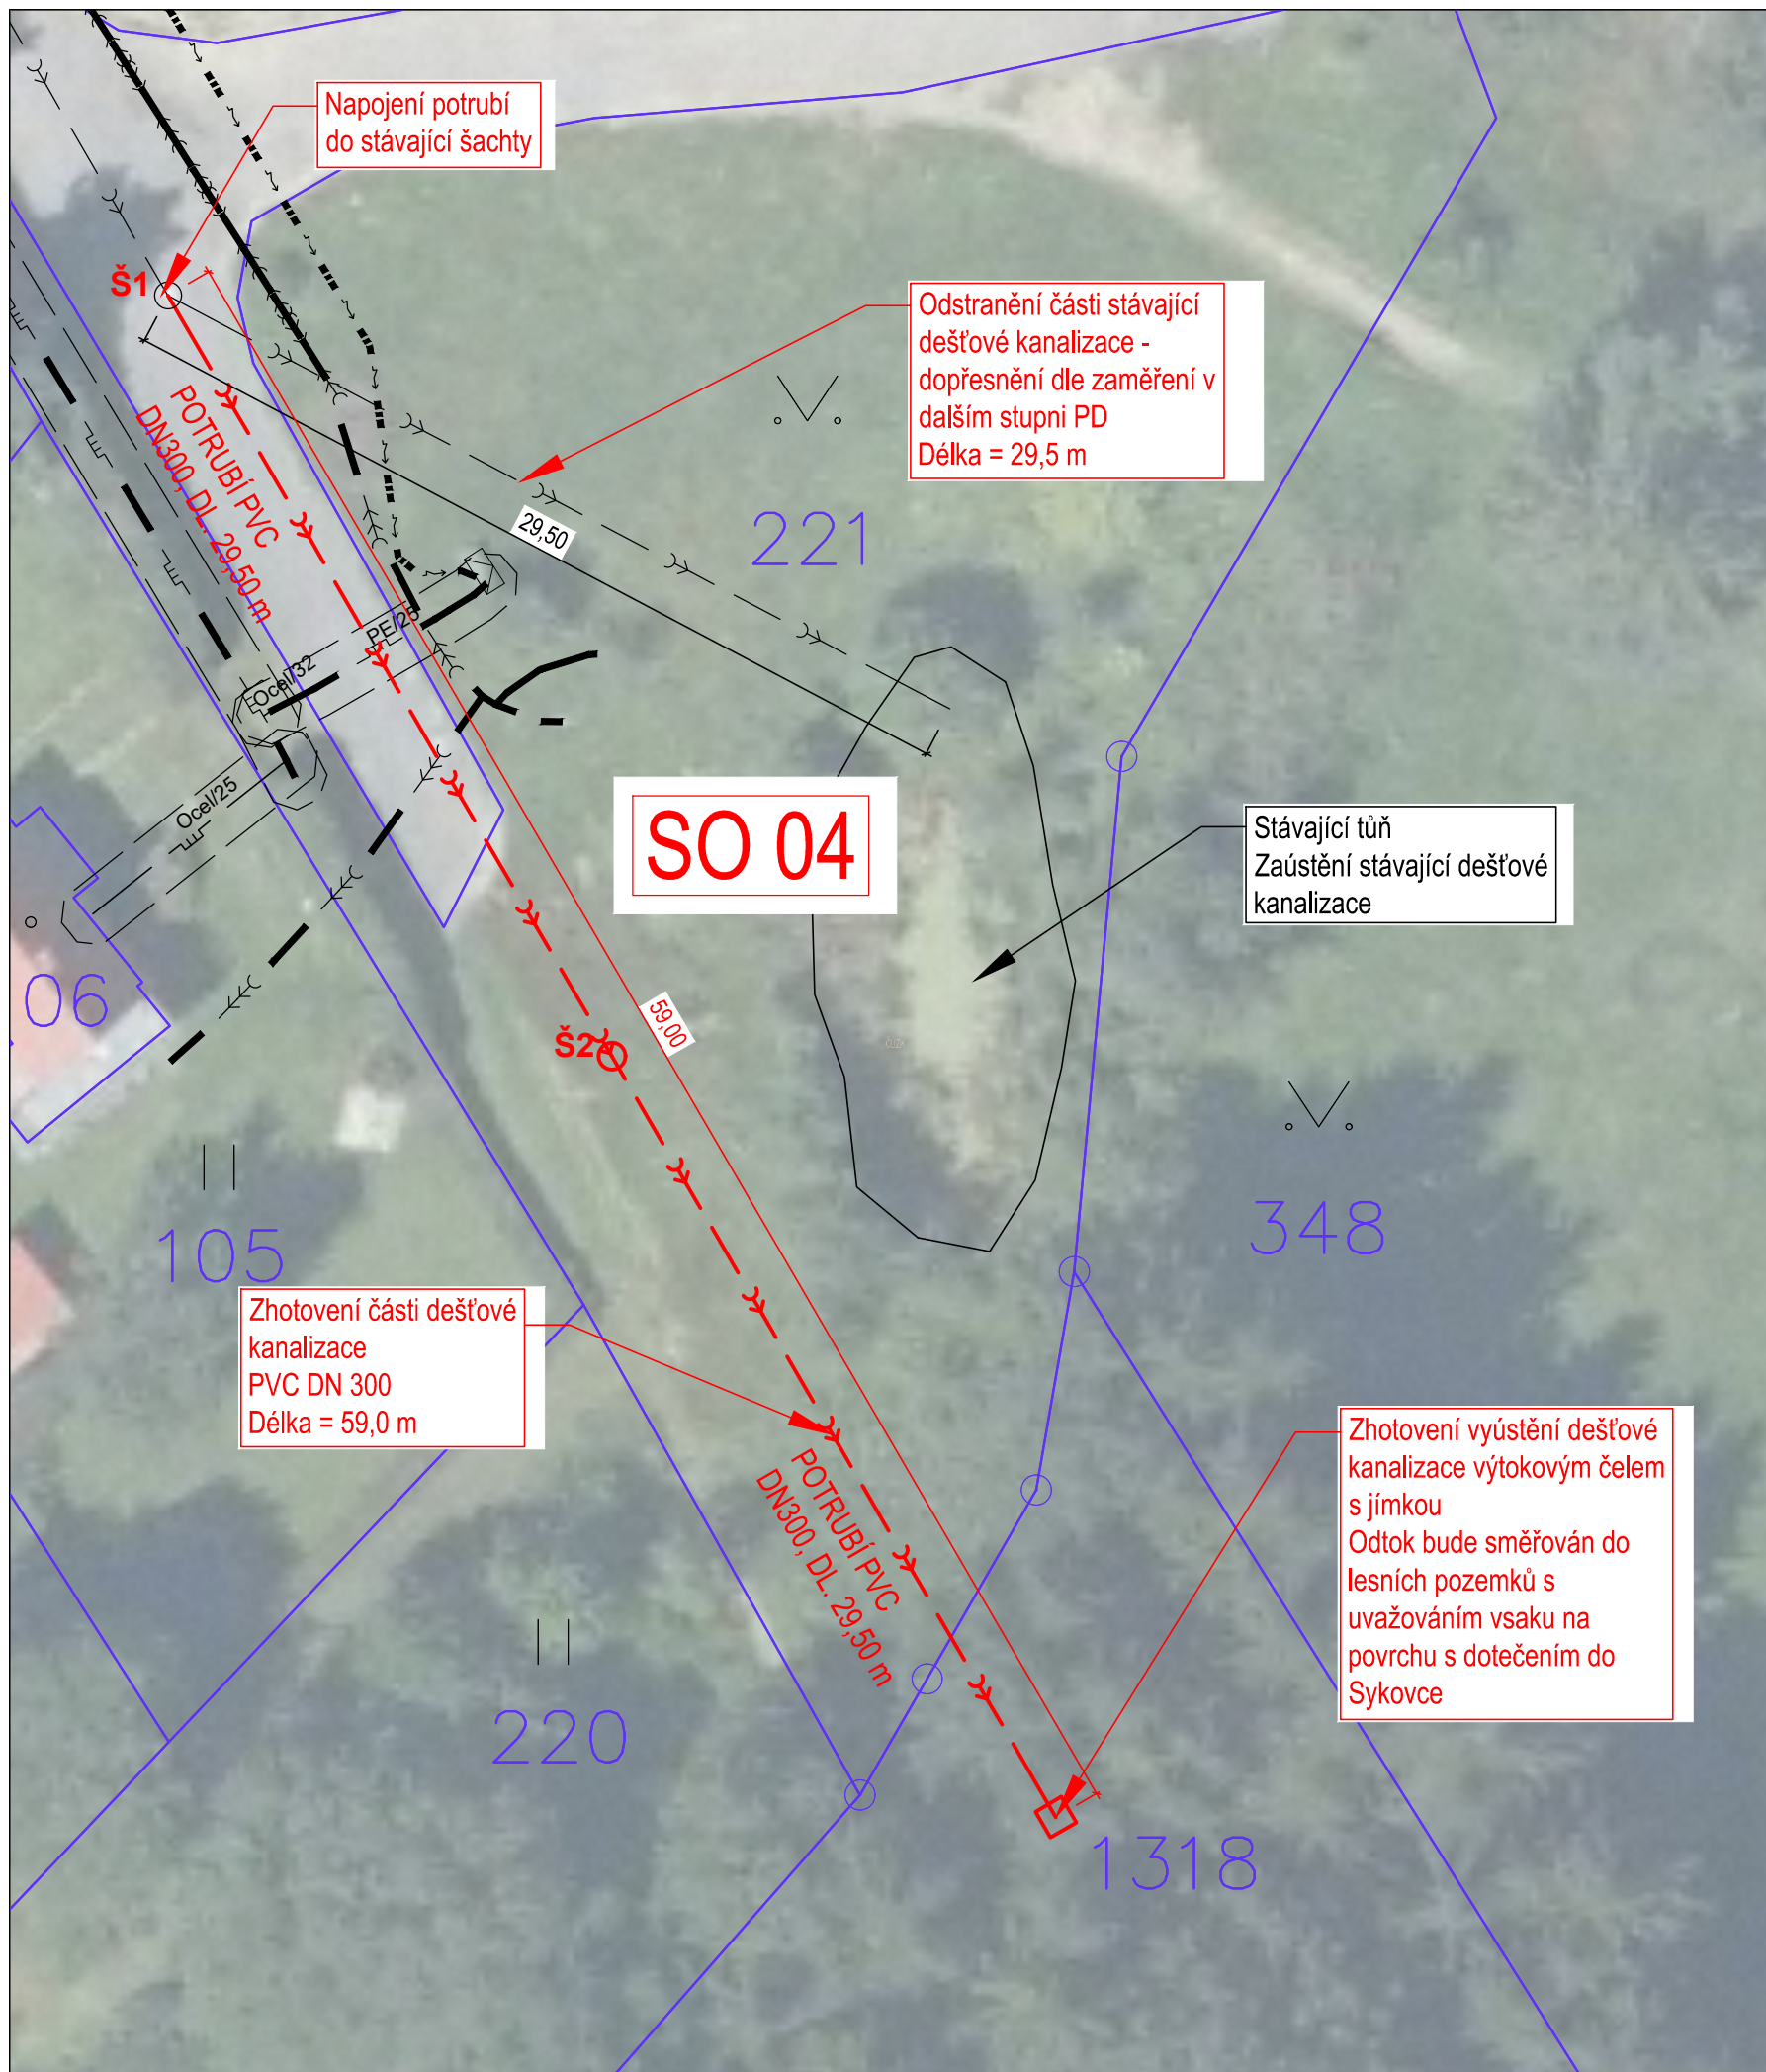 Napojení potrubí
do stávající šachty
Š1
Odstranění části stávající
dešťové kanalizace -
dopřesnění dle zaměření v
dalším stupni PD
Délka = 29,5 m
POTRUBÍ PVC
DN300, DL. 29,50 m
29,50
221
PE/25
Ocel/32
Ocel/25
SO 04
Stávající tůň
Zaústění stávající dešťové
kanalizace
06
Š2
59,00
ČÚZK
105
348
Zhotovení části dešťové
kanalizace
PVC DN 300
Délka = 59,0 m
POTRUBÍ PVC
DN300, DL. 29,50 m
Zhotovení vyústění dešťové
kanalizace výtokovým čelem
s jímkou
Odtok bude směřován do
lesních pozemků s
uvažováním vsaku na
povrchu s dotečením do
Sykovce
220
1318